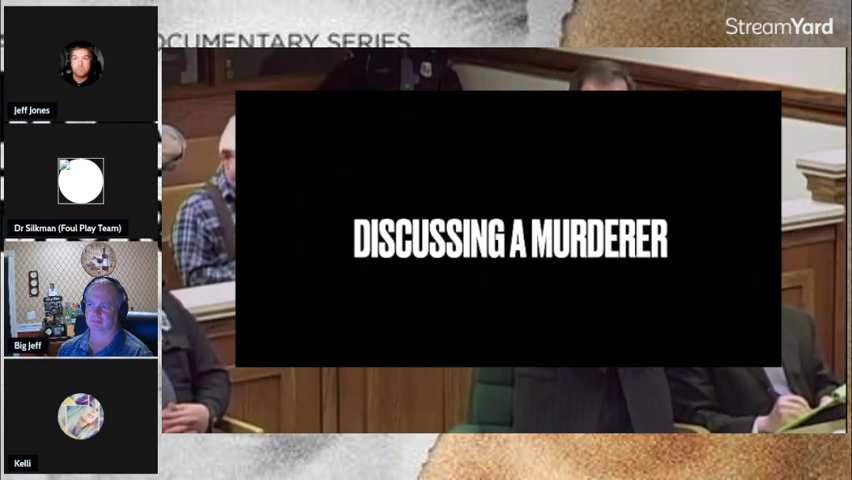 StreamYard
DOCUMENTARY SERIES
Jeff Jones
Dr Silkman (Foul Play Team)
DISCUSSING A MURDERER
Big Jeff
Kelli